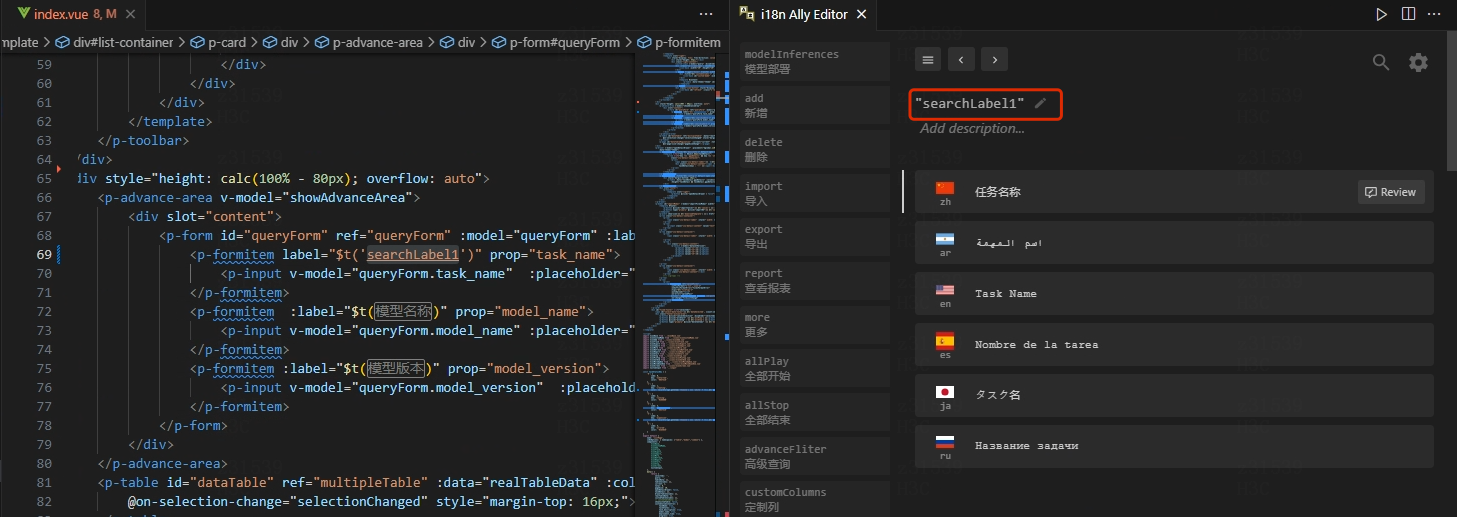 index.vue 8, M
mplate > div#list-container > p-card > div > p-advance-area > div > p-form#queryForm > p-formitem
59 </div>
60 </div>
61 </div>
62 </template>
63 </p-toolbar>
64 /div>
65 div style="height: calc(100% - 80px); overflow: auto">
66 <p-advance-area v-model="showAdvanceArea">
67 <div slot="content">
68 <p-form id="queryForm" ref="queryForm" :model="queryForm" :lab
69 <p-formitem label="$t('searchLabel1')" prop="task_name">
70 <p-input v-model="queryForm.task_name"  :placeholder="
71 </p-formitem>
72 <p-formitem  :label="$t(模型名称)" prop="model_name">
73 <p-input v-model="queryForm.model_name" :placeholder="
74 </p-formitem>
75 <p-formitem :label="$t(模型版本)" prop="model_version">
76 <p-input v-model="queryForm.model_version"  :placehold
77 </p-formitem>
78 </p-form>
79 </div>
80 </p-advance-area>
81 <p-table id="dataTable" ref="multipleTable" :data="realTableData" :col
82 @on-selection-change="selectionChanged" style="margin-top: 16px;">
i18n Ally Editor
modelInferences
模型部署
add
新增
delete
删除
import
导入
export
导出
report
查看报表
more
更多
allPlay
全部开始
allStop
全部结束
advanceFliter
高级查询
customColumns
定制列
"searchLabel1"
Add description...
zh 任务名称 Review
ar اسم المهمة
en Task Name
es Nombre de la tarea
ja タスク名
ru Название задачи